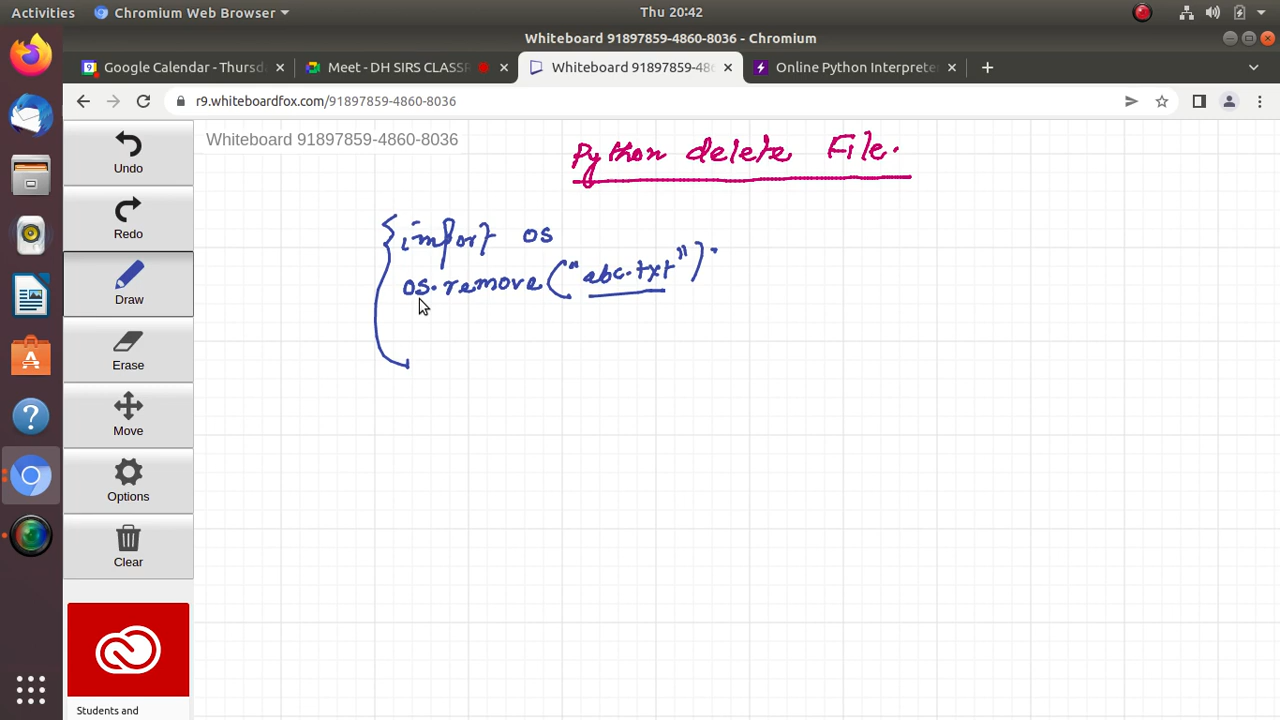 Activities Chromium Web Browser Thu 20:42
Whiteboard 91897859-4860-8036 - Chromium
Google Calendar - Thursd Meet - DH SIRS CLASSR Whiteboard 91897859-486 Online Python Interprete
r9.whiteboardfox.com/91897859-4860-8036
Whiteboard 91897859-4860-8036
Python delete File.
import os
os.remove("abc.txt").
Undo
Redo
Draw
Erase
Move
Options
Clear
Students and